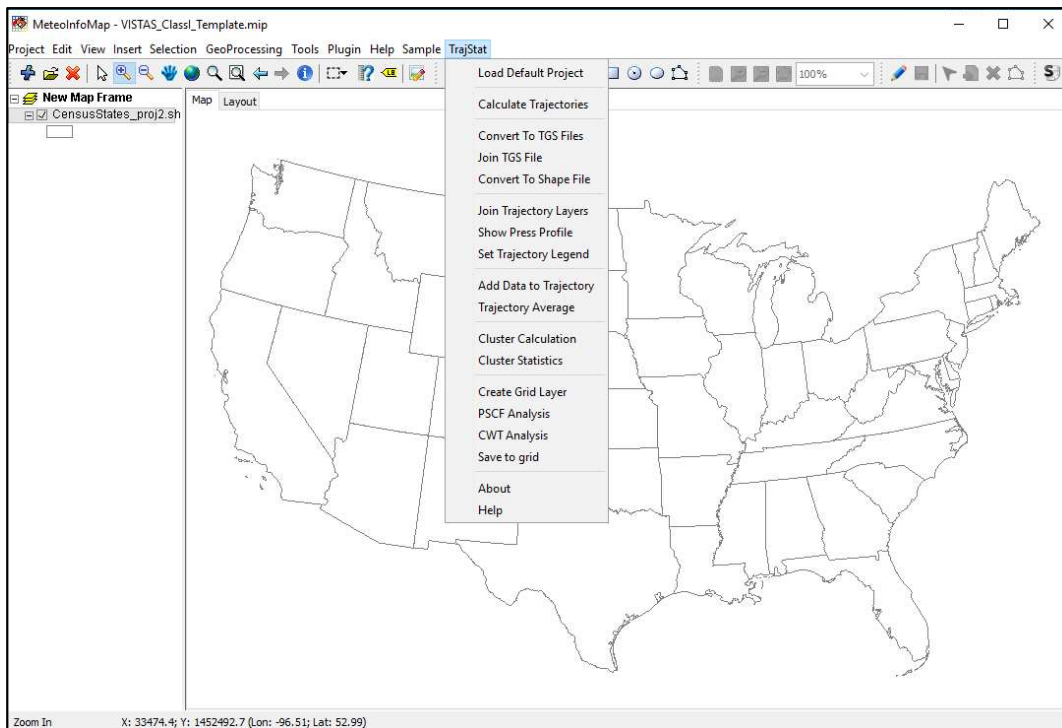 MeteoInfoMap - VISTAS_ClassI_Template.mip
Project Edit View Insert Selection GeoProcessing Tools Plugin Help Sample TrajStat
100%
New Map Frame
CensusStates_proj2.sh
Map Layout
Load Default Project
Calculate Trajectories
Convert To TGS Files
Join TGS File
Convert To Shape File
Join Trajectory Layers
Show Press Profile
Set Trajectory Legend
Add Data to Trajectory
Trajectory Average
Cluster Calculation
Cluster Statistics
Create Grid Layer
PSCF Analysis
CWT Analysis
Save to grid
About
Help
Zoom In X: 33474.4; Y: 1452492.7 (Lon: -96.51; Lat: 52.99)